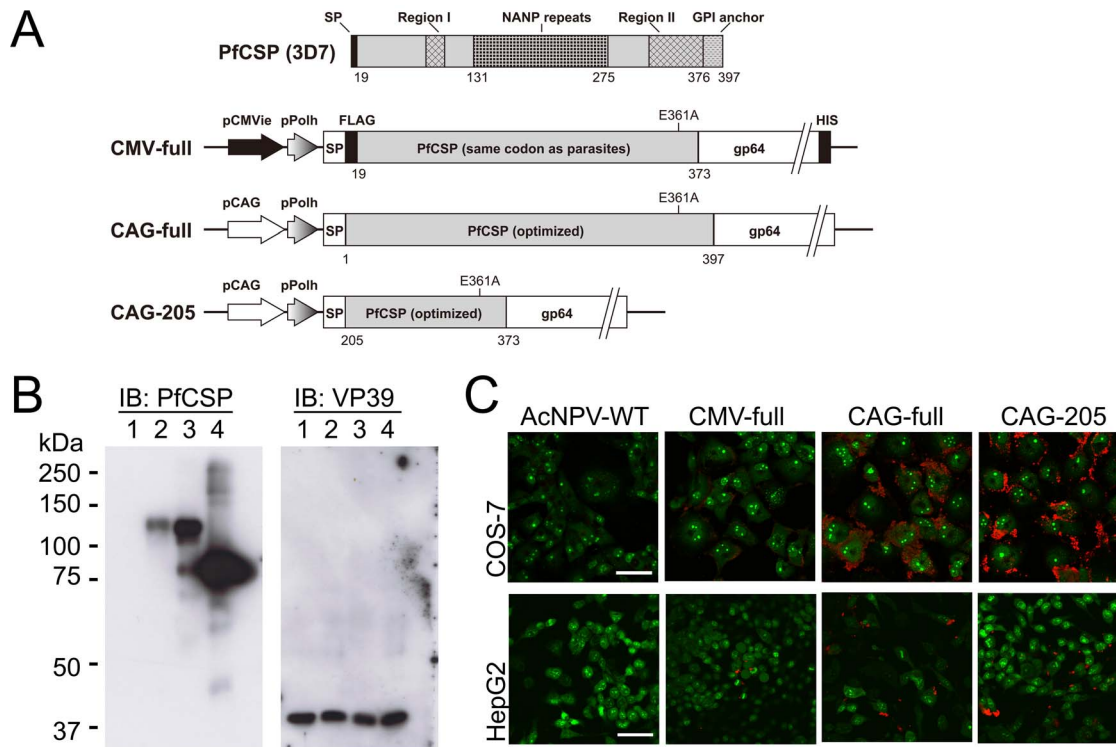 A
SP Region I NANP repeats Region II GPI anchor
PfCSP (3D7)
19 131 275 376 397
pCMVie pPolh FLAG E361A HIS
CMV-full SP PfCSP (same codon as parasites) gp64
19 373
pCAG pPolh E361A
CAG-full SP PfCSP (optimized) gp64
1 397
pCAG pPolh E361A
CAG-205 SP PfCSP (optimized) gp64
205 373
B
IB: PfCSP IB: VP39
1 2 3 4 1 2 3 4
kDa
250
150
100
75
50
37
C
AcNPV-WT CMV-full CAG-full CAG-205
COS-7
HepG2